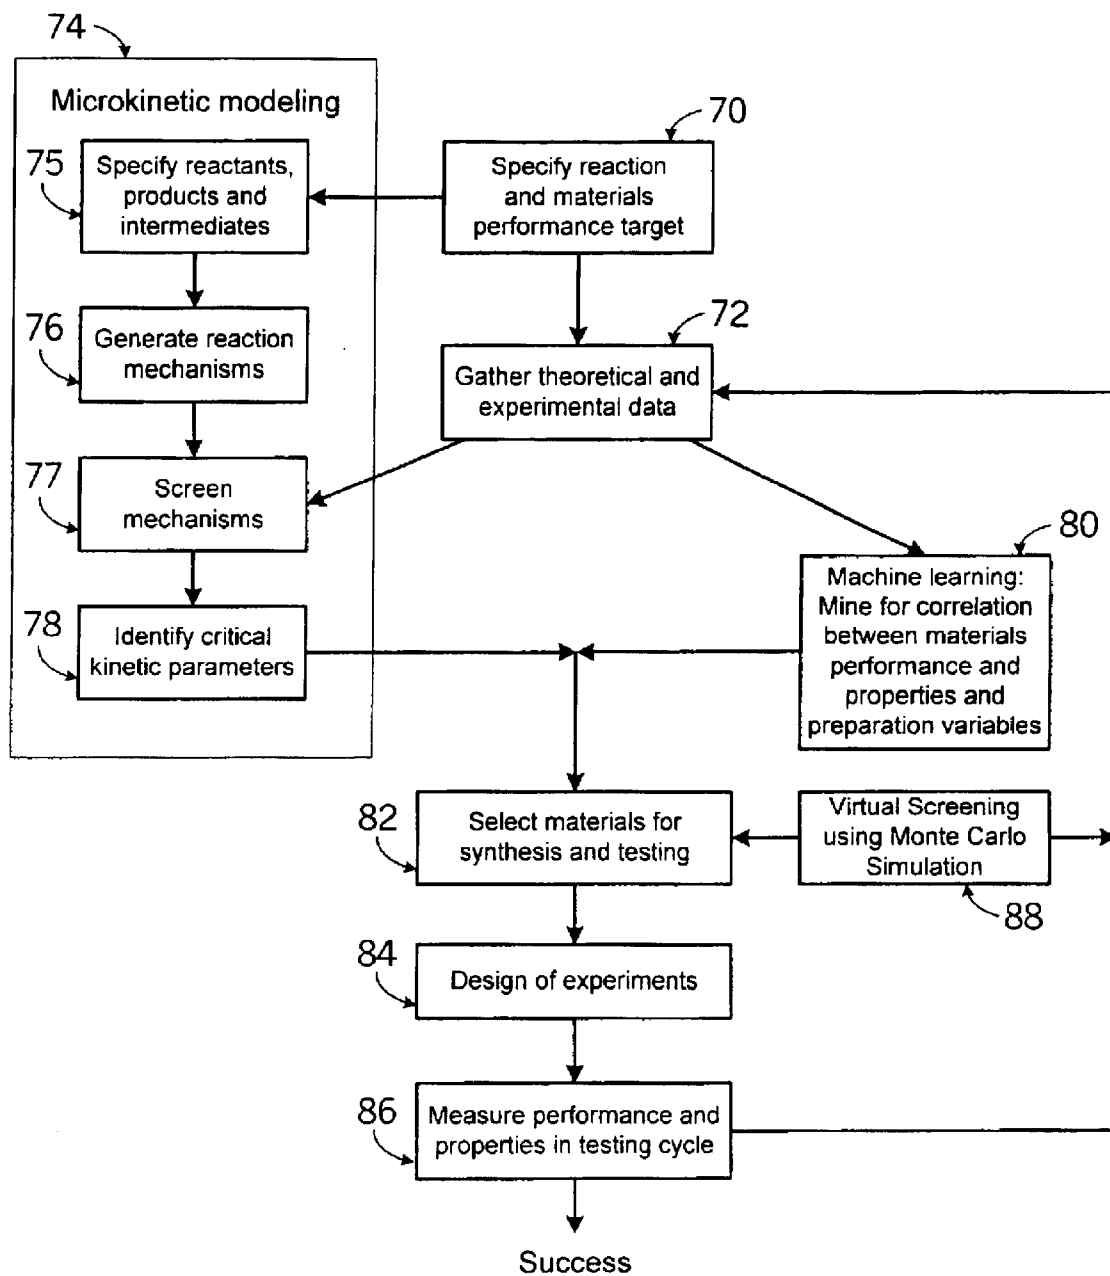 74
Microkinetic modeling
70
75
Specify reactants,
products and
intermediates
Specify reaction
and materials
performance target
76
Generate reaction
mechanisms
72
Gather theoretical and
experimental data
77
Screen
mechanisms
80
Machine learning:
Mine for correlation
between materials
performance and
properties and
preparation variables
78
Identify critical
kinetic parameters
82
Select materials for
synthesis and testing
Virtual Screening
using Monte Carlo
Simulation
88
84
Design of experiments
86
Measure performance and
properties in testing cycle
Success